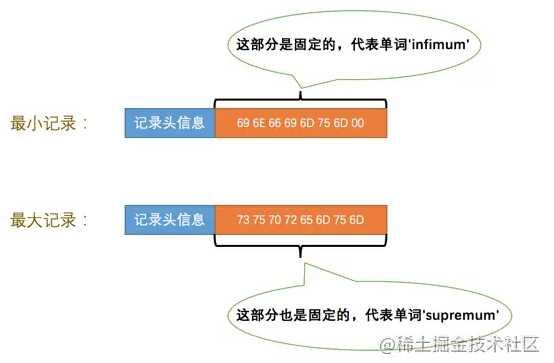 这部分是固定的，代表单词'infimum'
最小记录：
记录头信息
69 6E 66 69 6D 75 6D 00
最大记录：
记录头信息
73 75 70 72 65 6D 75 6D
这部分也是固定的，代表单词'supremum'
@稀土掘金技术社区